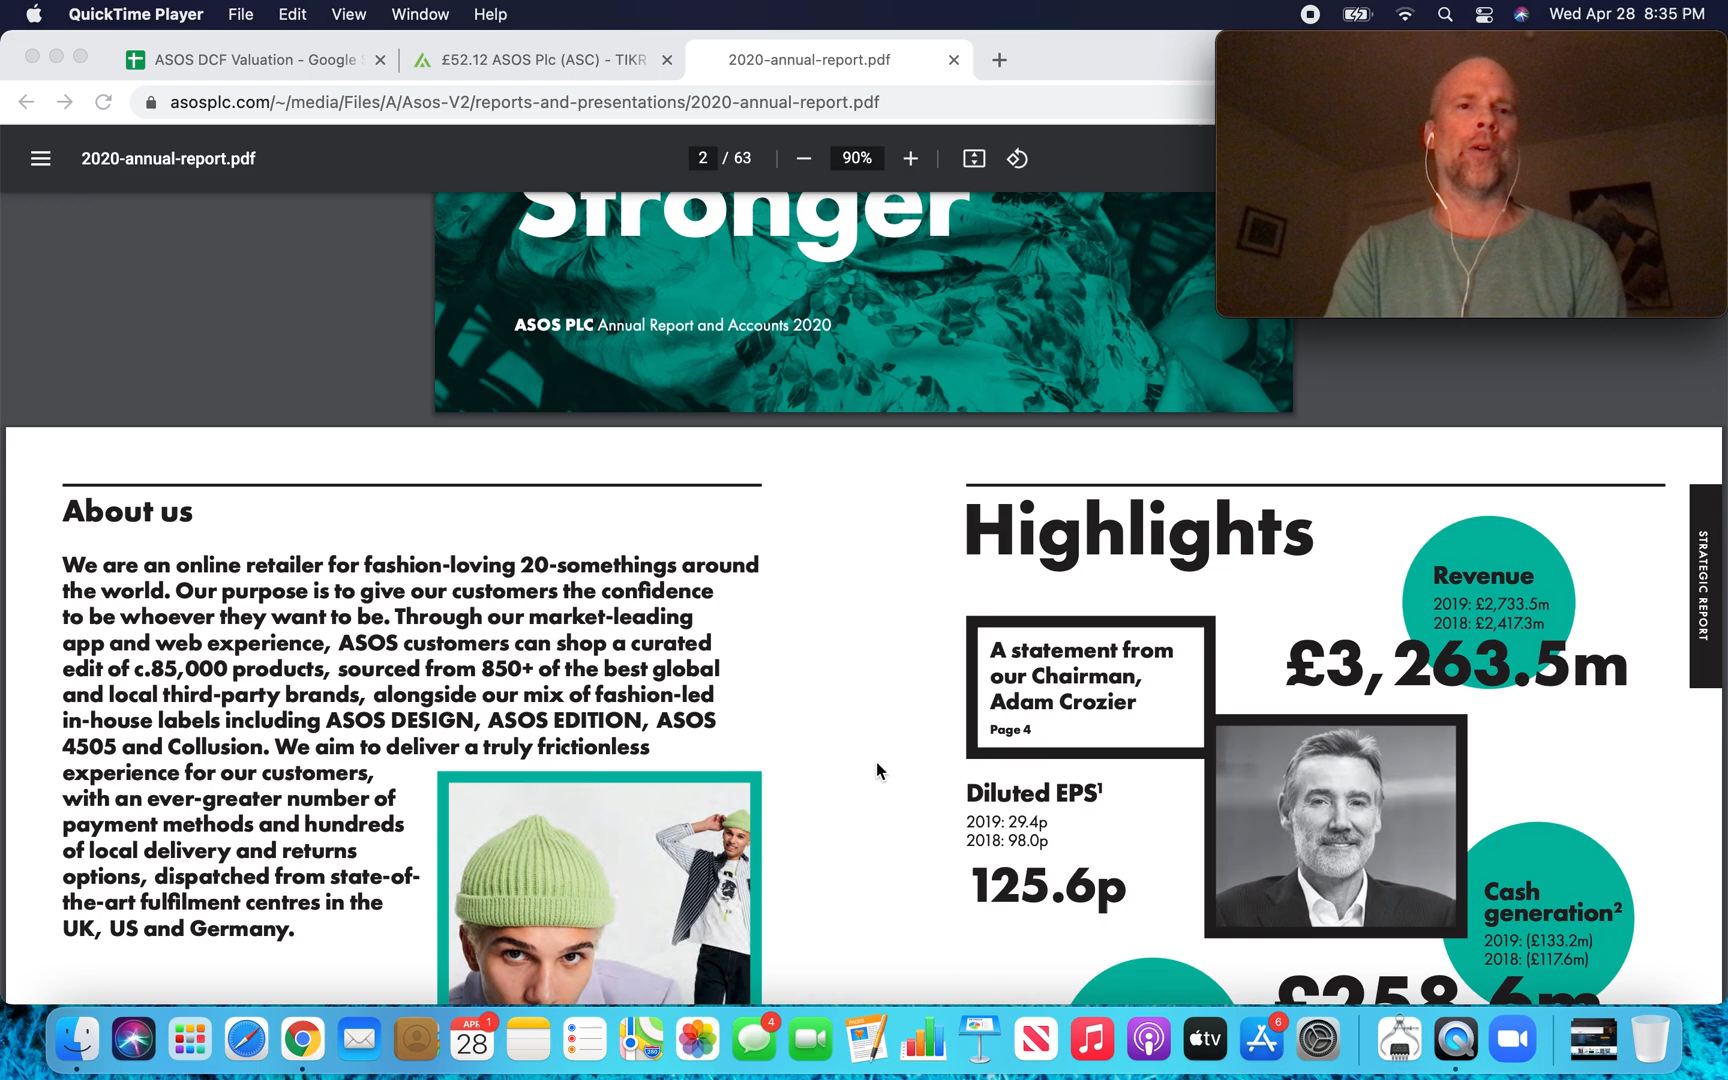 QuickTime Player File Edit View Window Help
Wed Apr 28 8:35 PM
ASOS DCF Valuation - Google
£52.12 ASOS Plc (ASC) - TIKR
2020-annual-report.pdf
asosplc.com/~/media/Files/A/Asos-V2/reports-and-presentations/2020-annual-report.pdf
2020-annual-report.pdf
2 / 63
90%
Stronger
ASOS PLC Annual Report and Accounts 2020
About us
We are an online retailer for fashion-loving 20-somethings around
the world. Our purpose is to give our customers the confidence
to be whoever they want to be. Through our market-leading
app and web experience, ASOS customers can shop a curated
edit of c.85,000 products, sourced from 850+ of the best global
and local third-party brands, alongside our mix of fashion-led
in-house labels including ASOS DESIGN, ASOS EDITION, ASOS
4505 and Collusion. We aim to deliver a truly frictionless
experience for our customers,
with an ever-greater number of
payment methods and hundreds
of local delivery and returns
options, dispatched from state-of-
the-art fulfilment centres in the
UK, US and Germany.
Highlights
Revenue
2019: £2,733.5m
2018: £2,417.3m
£3,263.5m
A statement from
our Chairman,
Adam Crozier
Page 4
Diluted EPS¹
2019: 29.4p
2018: 98.0p
125.6p
Cash
generation²
2019: (£133.2m)
2018: (£117.6m)
£258.6m
STRATEGIC REPORT
APR
1
28
4
PAGES
tv
6